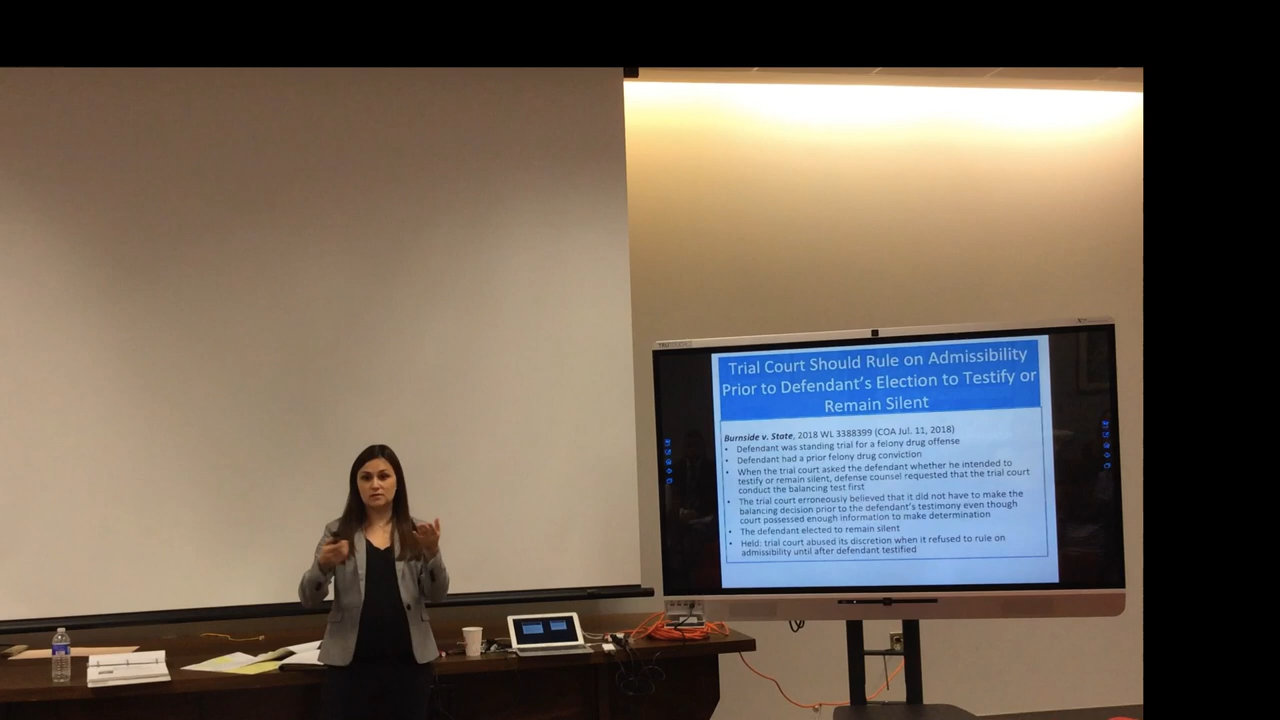 Trial Court Should Rule on Admissibility
Prior to Defendant's Election to Testify or
Remain Silent
Burnside v. State, 2018 WL 3388399 (COA Jul. 11, 2018)
• Defendant was standing trial for a felony drug offense
• Defendant had a prior felony drug conviction
• When the trial court asked the defendant whether he intended to
testify or remain silent, defense counsel requested that the trial court
conduct the balancing test first
• The trial court erroneously believed that it did not have to make the
balancing decision prior to the defendant's testimony even though
court possessed enough information to make determination
• The defendant elected to remain silent
• Held: trial court abused its discretion when it refused to rule on
admissibility until after defendant testified